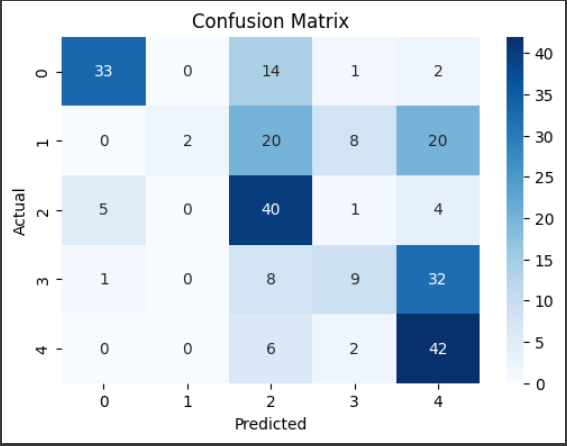 Confusion Matrix
0 33 0 14 1 2
1 0 2 20 8 20
Actual
2 5 0 40 1 4
3 1 0 8 9 32
4 0 0 6 2 42
0 1 2 3 4
Predicted
40
35
30
25
20
15
10
5
0